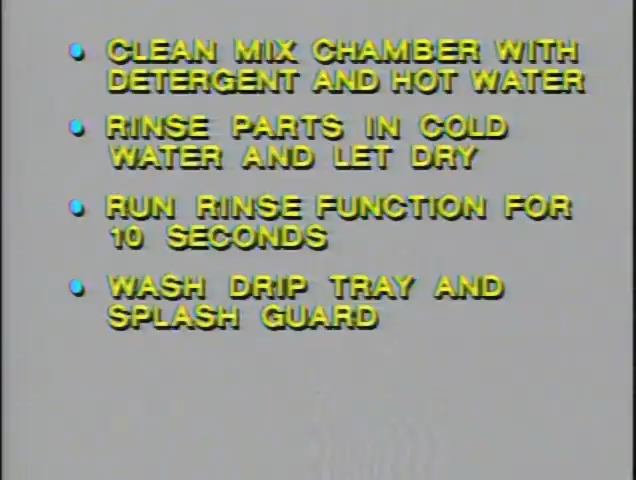 • CLEAN MIX CHAMBER WITH
DETERGENT AND HOT WATER
• RINSE PARTS IN COLD
WATER AND LET DRY
• RUN RINSE FUNCTION FOR
10 SECONDS
• WASH DRIP TRAY AND
SPLASH GUARD